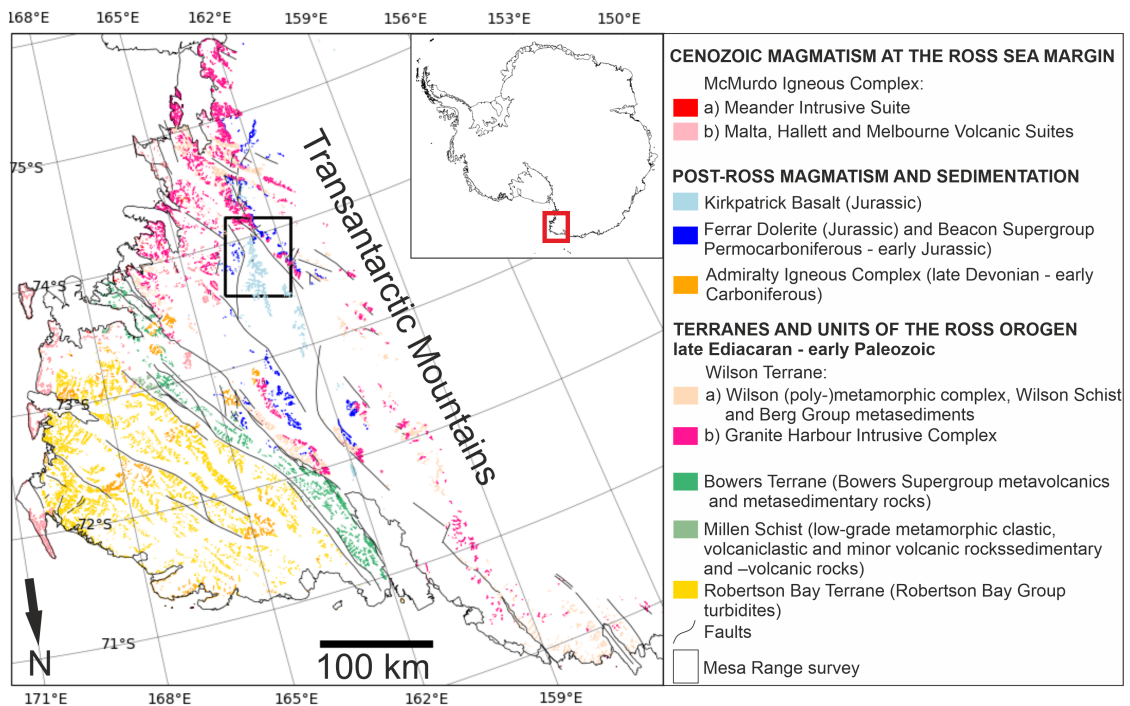 168°E 165°E 162°E 159°E 156°E 153°E 150°E
75°S
74°S
73°S
72°S
71°S
Transantarctic Mountains
N
100 km
171°E 168°E 165°E 162°E 159°E
CENOZOIC MAGMATISM AT THE ROSS SEA MARGIN
McMurdo Igneous Complex:
a) Meander Intrusive Suite
b) Malta, Hallett and Melbourne Volcanic Suites
POST-ROSS MAGMATISM AND SEDIMENTATION
Kirkpatrick Basalt (Jurassic)
Ferrar Dolerite (Jurassic) and Beacon Supergroup
Permocarboniferous - early Jurassic)
Admiralty Igneous Complex (late Devonian - early
Carboniferous)
TERRANES AND UNITS OF THE ROSS OROGEN
late Ediacaran - early Paleozoic
Wilson Terrane:
a) Wilson (poly-)metamorphic complex, Wilson Schist
and Berg Group metasediments
b) Granite Harbour Intrusive Complex
Bowers Terrane (Bowers Supergroup metavolcanics
and metasedimentary rocks)
Millen Schist (low-grade metamorphic clastic,
volcaniclastic and minor volcanic rockssedimentary
and –volcanic rocks)
Robertson Bay Terrane (Robertson Bay Group
turbidites)
Faults
Mesa Range survey